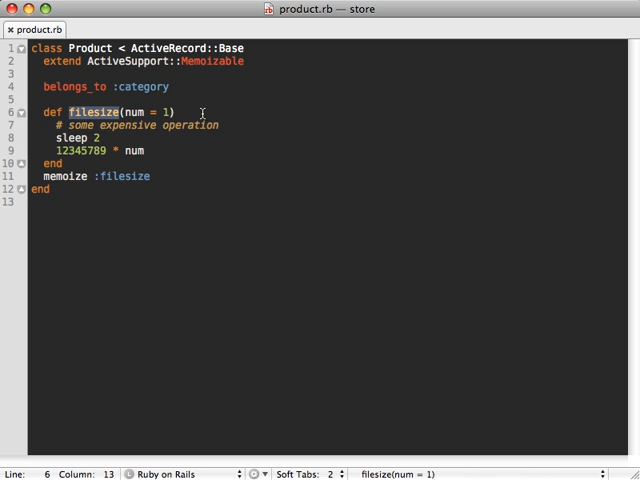 product.rb — store
product.rb
1 class Product < ActiveRecord::Base
2 extend ActiveSupport::Memoizable
3
4 belongs_to :category
5
6 def filesize(num = 1)
7 # some expensive operation
8 sleep 2
9 12345789 * num
10 end
11 memoize :filesize
12 end
13
Line: 6 Column: 13 L Ruby on Rails Soft Tabs: 2 filesize(num = 1)